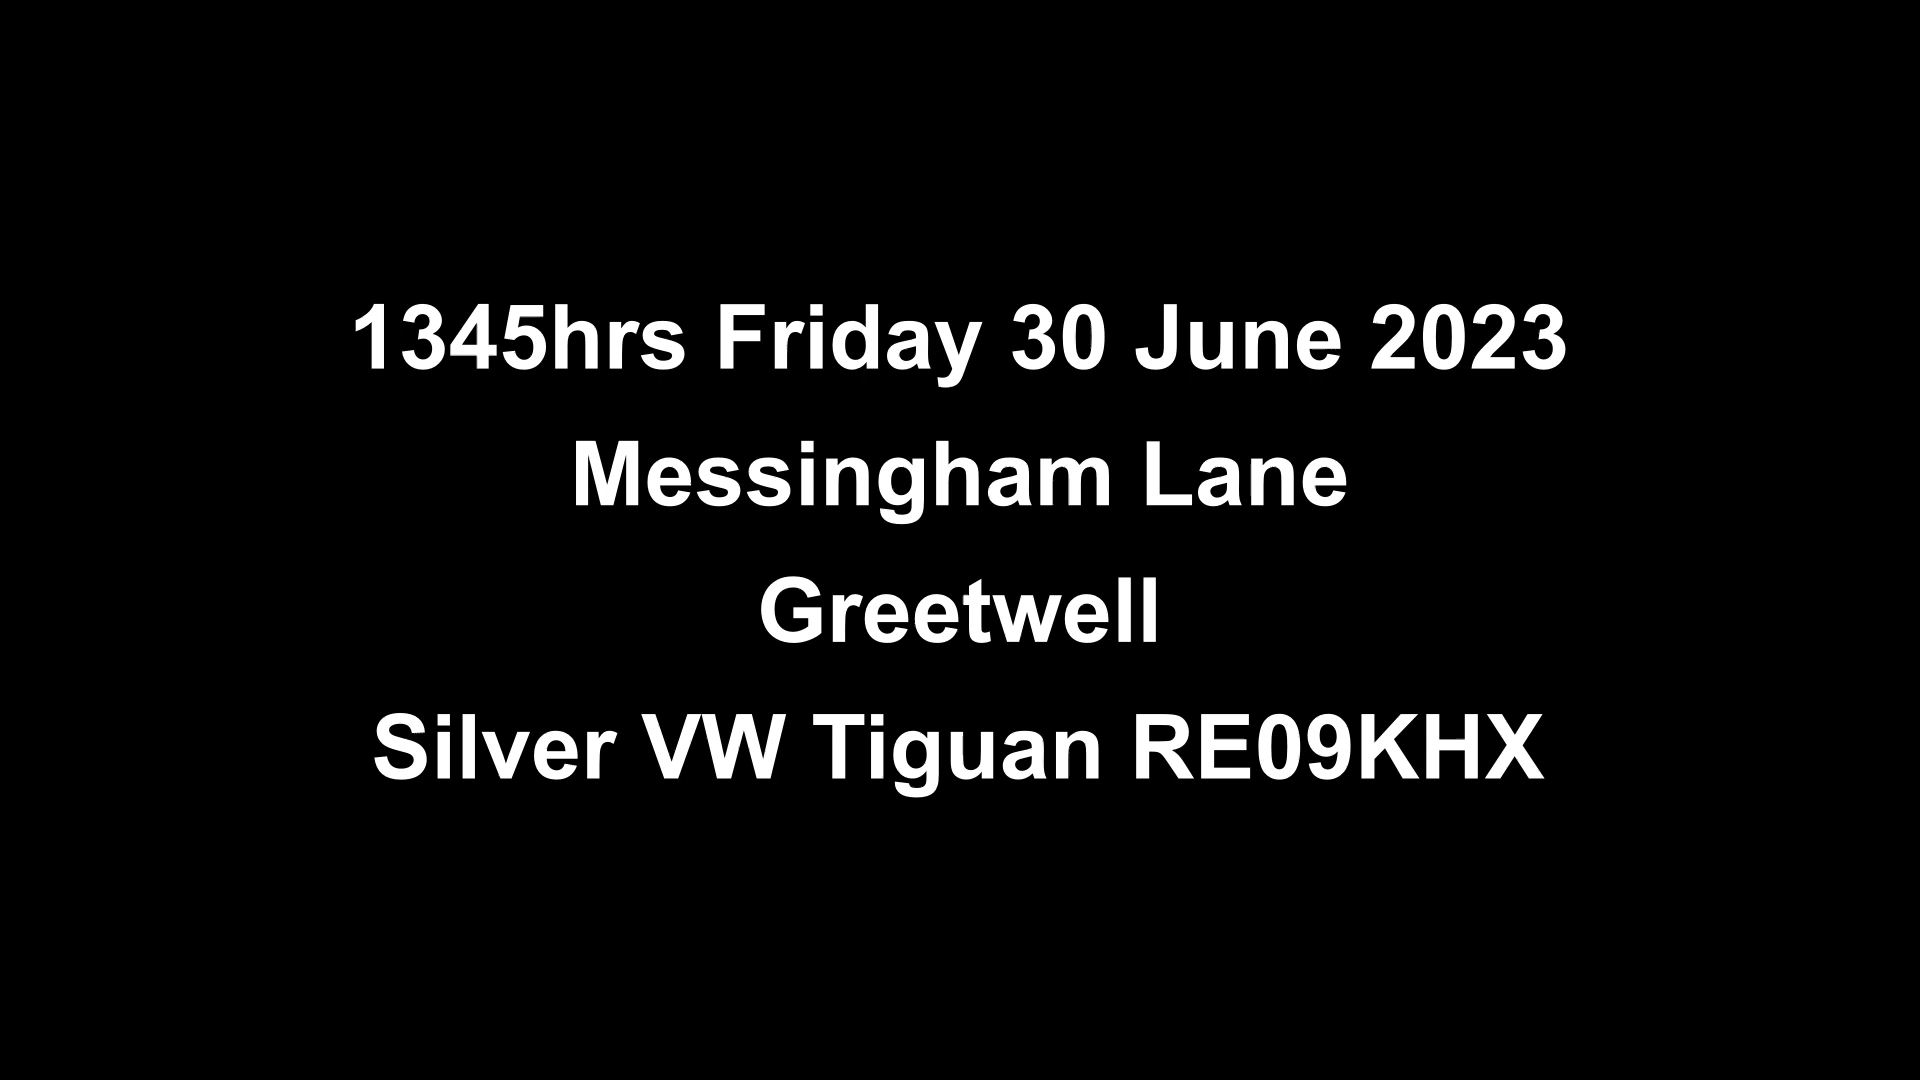 1345hrs Friday 30 June 2023
Messingham Lane
Greetwell
Silver VW Tiguan RE09KHX